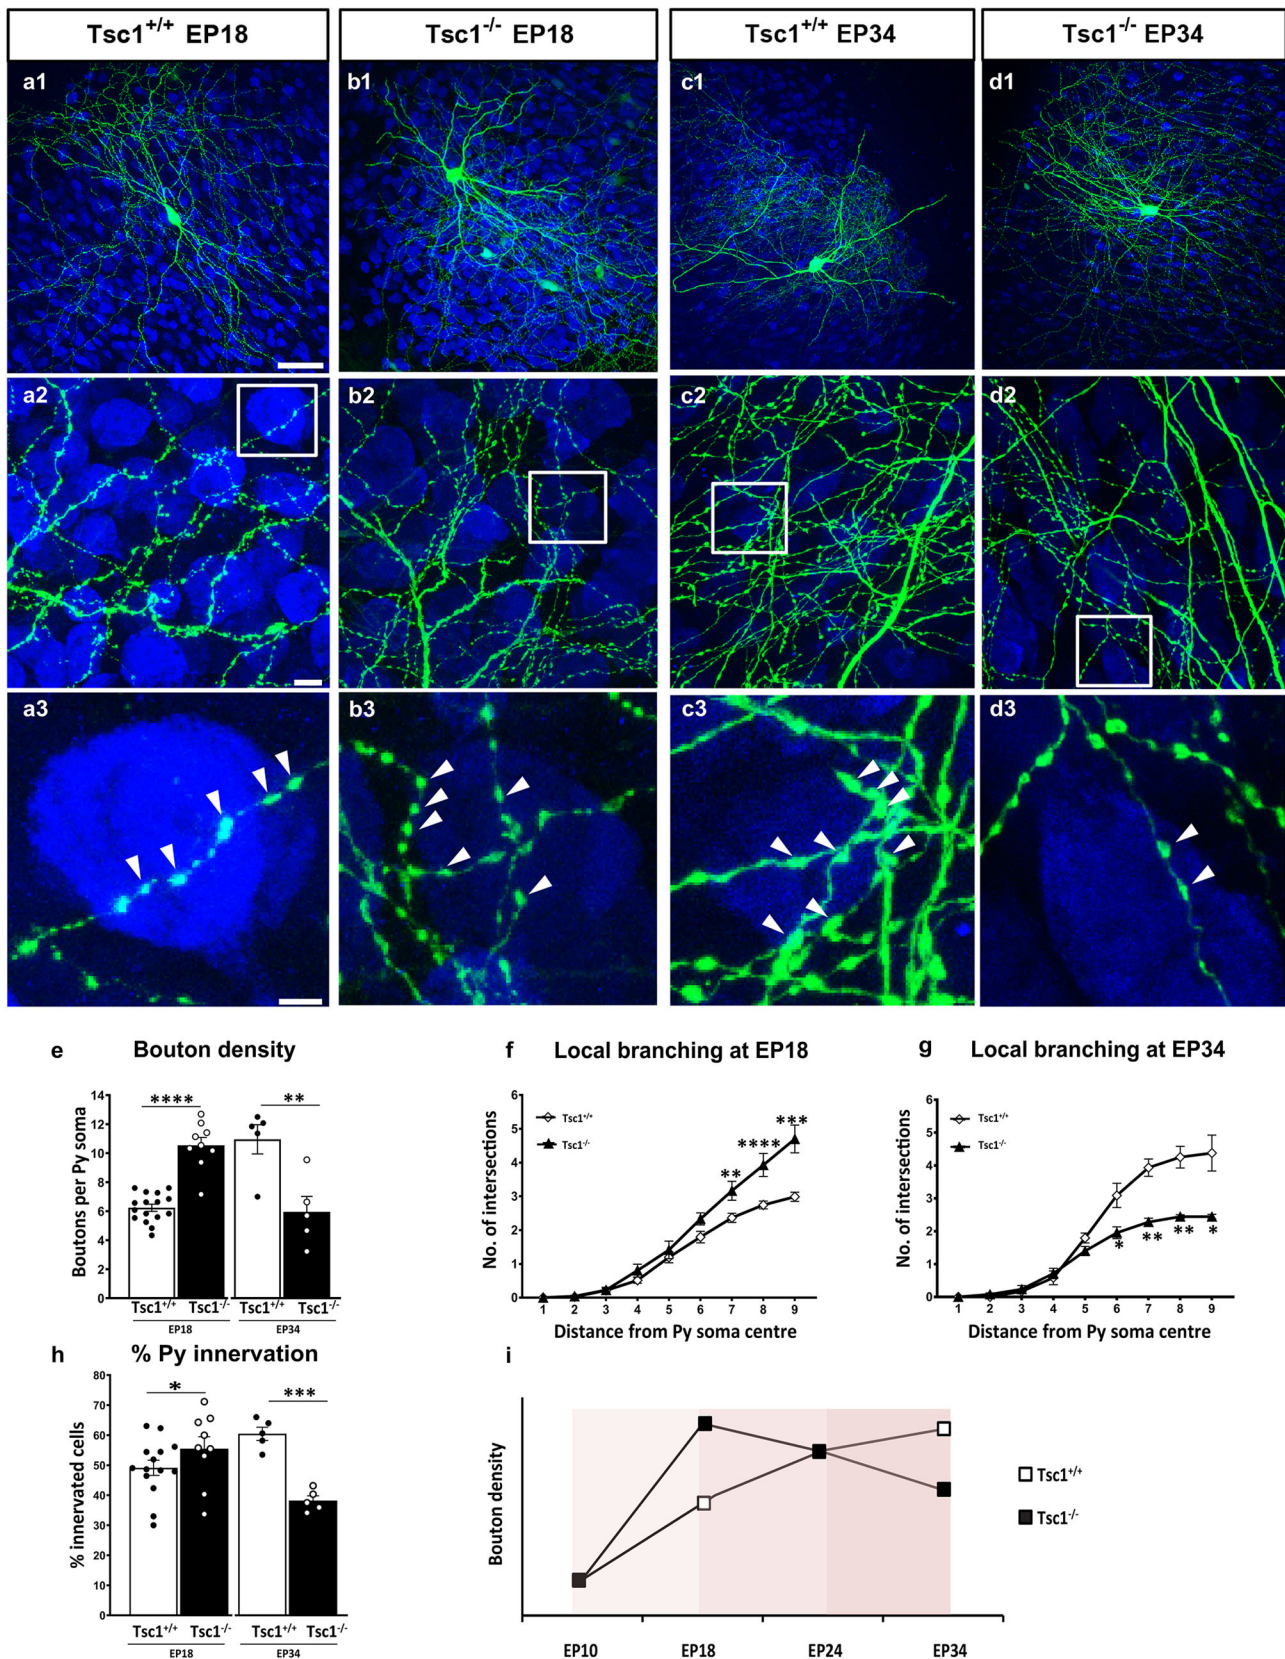 Tsc1+/+ EP18
Tsc1-/- EP18
Tsc1+/+ EP34
Tsc1-/- EP34
a1
b1
c1
d1
a2
b2
c2
d2
a3
b3
c3
d3
e Bouton density
Boutons per Py soma
14
12
10
8
6
4
2
0
****
**
Tsc1+/+ Tsc1-/- Tsc1+/+ Tsc1-/-
EP18 EP34
f Local branching at EP18
No. of intersections
6
5
4
3
2
1
0
Tsc1+/+
Tsc1-/-
** **** ***
1 2 3 4 5 6 7 8 9
Distance from Py soma centre
g Local branching at EP34
No. of intersections
6
5
4
3
2
1
0
Tsc1+/+
Tsc1-/-
* ** ** *
1 2 3 4 5 6 7 8 9
Distance from Py soma centre
h % Py innervation
% innervated cells
80
70
60
50
40
30
20
10
0
*
***
Tsc1+/+ Tsc1-/- Tsc1+/+ Tsc1-/-
EP18 EP34
i
Bouton density
EP10 EP18 EP24 EP34
Tsc1+/+
Tsc1-/-